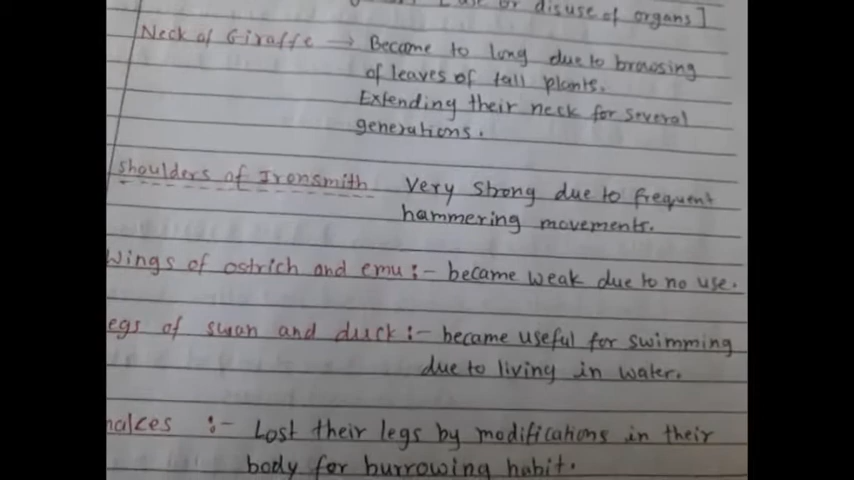 use or disuse of organs]
Neck of Giraffe → Became to long due to browsing
of leaves of tall plants.
Extending their neck for several
generations.
Shoulders of Ironsmith Very strong due to frequent
hammering movements.
Wings of ostrich and emu :- became weak due to no use.
egs of swan and duck :- became useful for swimming
due to living in water.
nakes :- Lost their legs by modifications in their
body for burrowing habit.